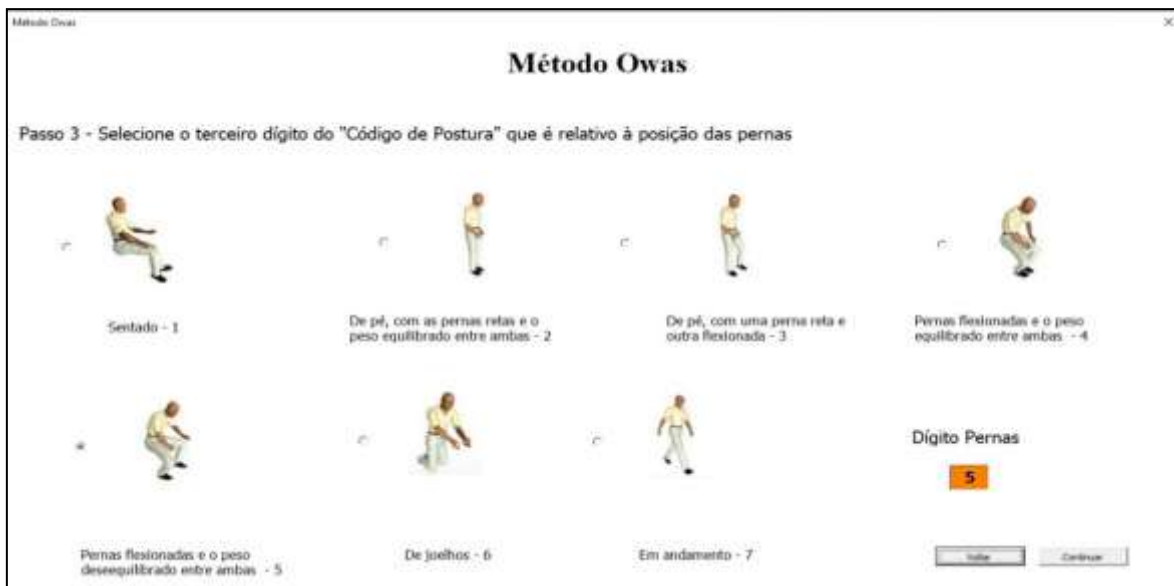 Método Owas
Método Owas
Passo 3 - Selecione o terceiro dígito do "Código de Postura" que é relativo à posição das pernas
Sentado - 1
De pé, com as pernas retas e o
peso equilibrado entre ambas - 2
De pé, com uma perna reta e
outra flexionada - 3
Pernas flexionadas e o peso
equilibrado entre ambas - 4
Pernas flexionadas e o peso
deseequilibrado entre ambas - 5
De joelhos - 6
Em andamento - 7
Dígito Pernas
5
Voltar
Continuar